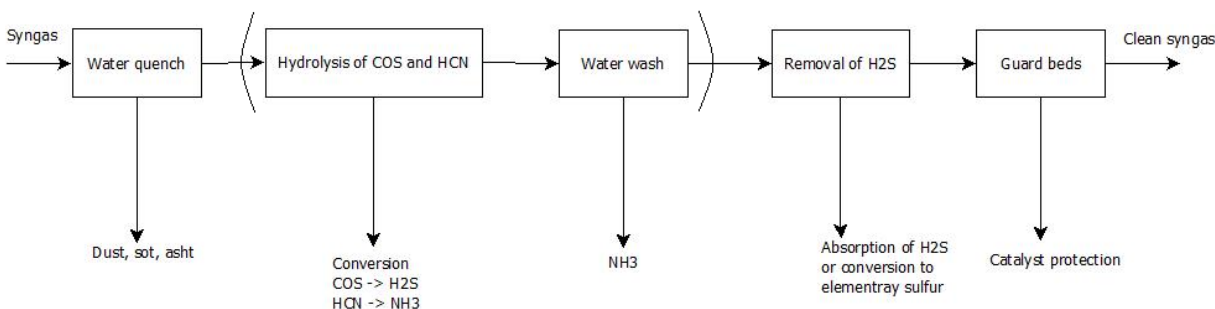 Syngas
Water quench
Hydrolysis of COS and HCN
Water wash
Removal of H2S
Guard beds
Clean syngas
Dust, sot, asht
Conversion
COS -> H2S
HCN -> NH3
NH3
Absorption of H2S
or conversion to
elementray sulfur
Catalyst protection